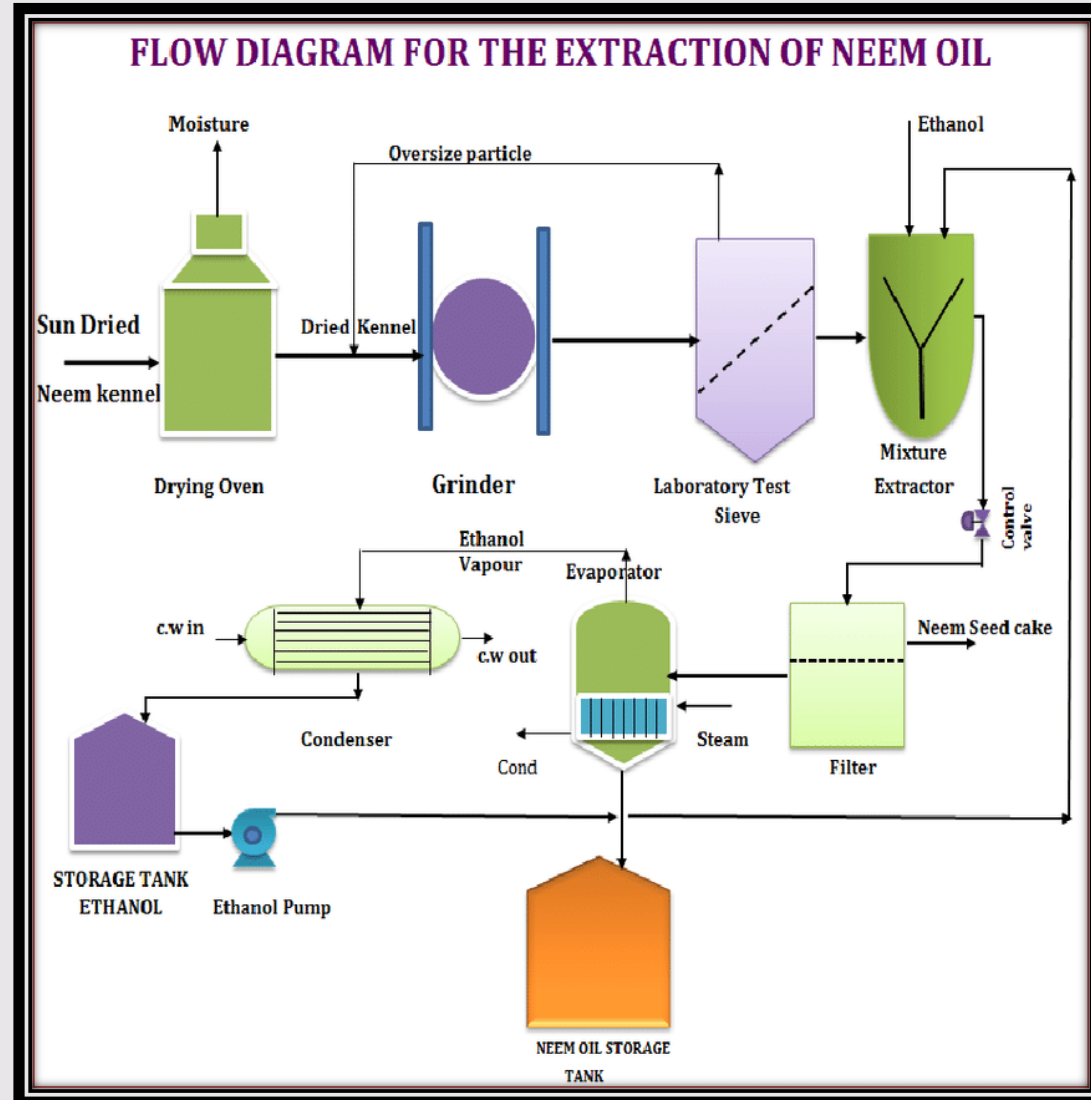 FLOW DIAGRAM FOR THE EXTRACTION OF NEEM OIL
Moisture
Ethanol
Oversize particle
Sun Dried
Neem kennel
Dried Kennel
Drying Oven
Grinder
Laboratory Test
Sieve
Mixture
Extractor
Control
valve
Ethanol
Vapour
Evaporator
c.w in
c.w out
Neem Seed cake
Condenser
Cond
Steam
Filter
STORAGE TANK
ETHANOL
Ethanol Pump
NEEM OIL STORAGE
TANK